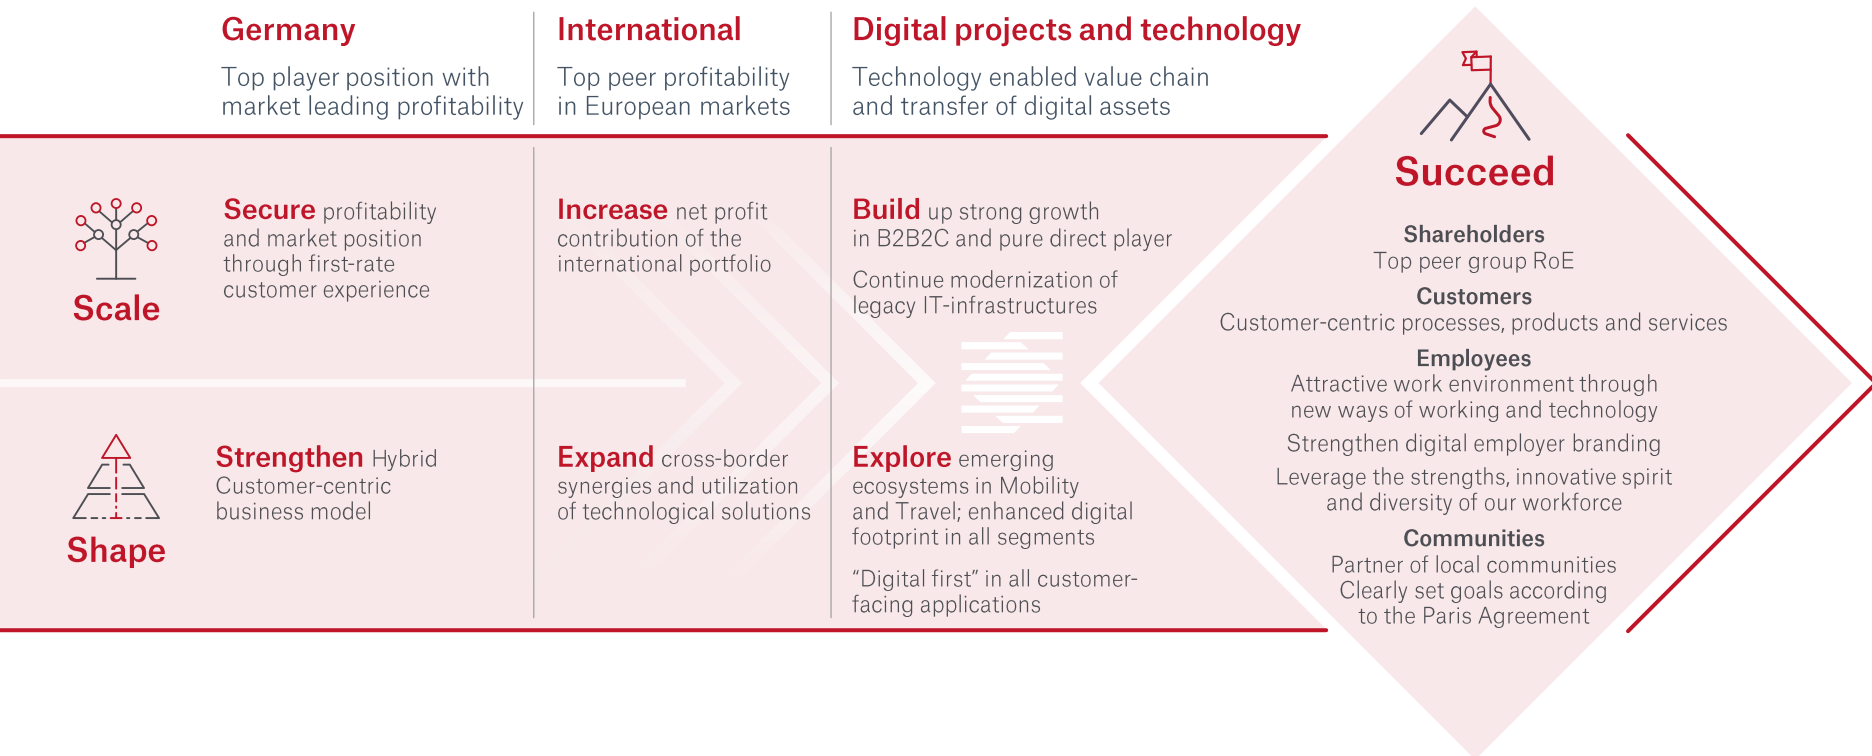 Germany
Top player position with
market leading profitability
International
Top peer profitability
in European markets
Digital projects and technology
Technology enabled value chain
and transfer of digital assets
Scale
Secure profitability
and market position
through first-rate
customer experience
Increase net profit
contribution of the
international portfolio
Build up strong growth
in B2B2C and pure direct player
Continue modernization of
legacy IT-infrastructures
Shape
Strengthen Hybrid
Customer-centric
business model
Expand cross-border
synergies and utilization
of technological solutions
Explore emerging
ecosystems in Mobility
and Travel; enhanced digital
footprint in all segments
“Digital first” in all customer-
facing applications
Succeed
Shareholders
Top peer group RoE
Customers
Customer-centric processes, products and services
Employees
Attractive work environment through
new ways of working and technology
Strengthen digital employer branding
Leverage the strengths, innovative spirit
and diversity of our workforce
Communities
Partner of local communities
Clearly set goals according
to the Paris Agreement